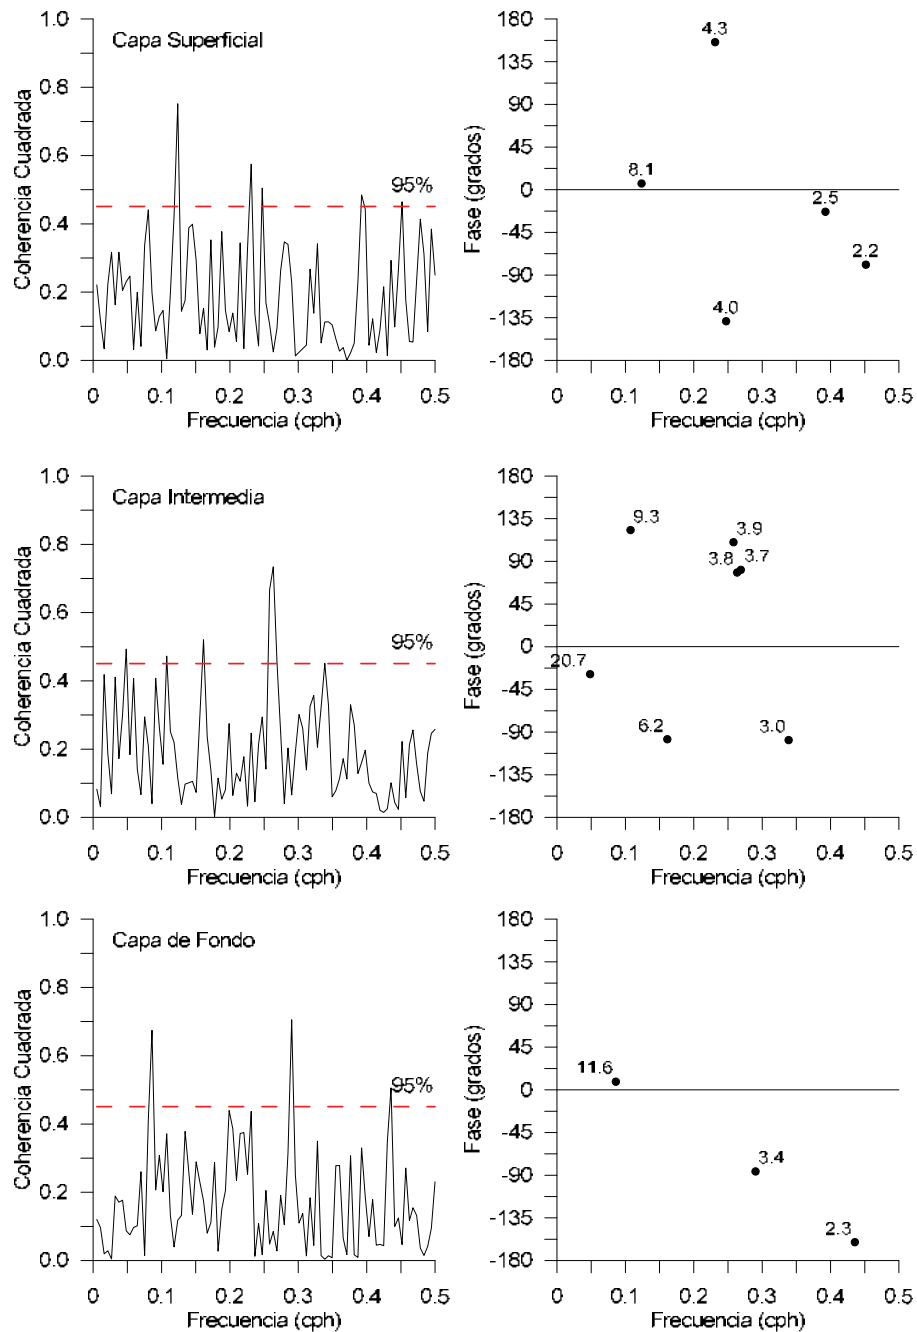 Capa Superficial
Coherencia Cuadrada
1.0
0.8
0.6
0.4
0.2
0.0
95%
0 0.1 0.2 0.3 0.4 0.5
Frecuencia (cph)
Fase (grados)
180
135
90
45
0
-45
-90
-135
-180
4.3
8.1
2.5
2.2
4.0
0 0.1 0.2 0.3 0.4 0.5
Frecuencia (cph)
Capa Intermedia
Coherencia Cuadrada
1.0
0.8
0.6
0.4
0.2
0.0
95%
0 0.1 0.2 0.3 0.4 0.5
Frecuencia (cph)
Fase (grados)
180
135
90
45
0
-45
-90
-135
-180
9.3
3.9
3.8 3.7
20.7
6.2
3.0
0 0.1 0.2 0.3 0.4 0.5
Frecuencia (cph)
Capa de Fondo
Coherencia Cuadrada
1.0
0.8
0.6
0.4
0.2
0.0
95%
0 0.1 0.2 0.3 0.4 0.5
Frecuencia (cph)
Fase (grados)
180
135
90
45
0
-45
-90
-135
-180
11.6
3.4
2.3
0 0.1 0.2 0.3 0.4 0.5
Frecuencia (cph)